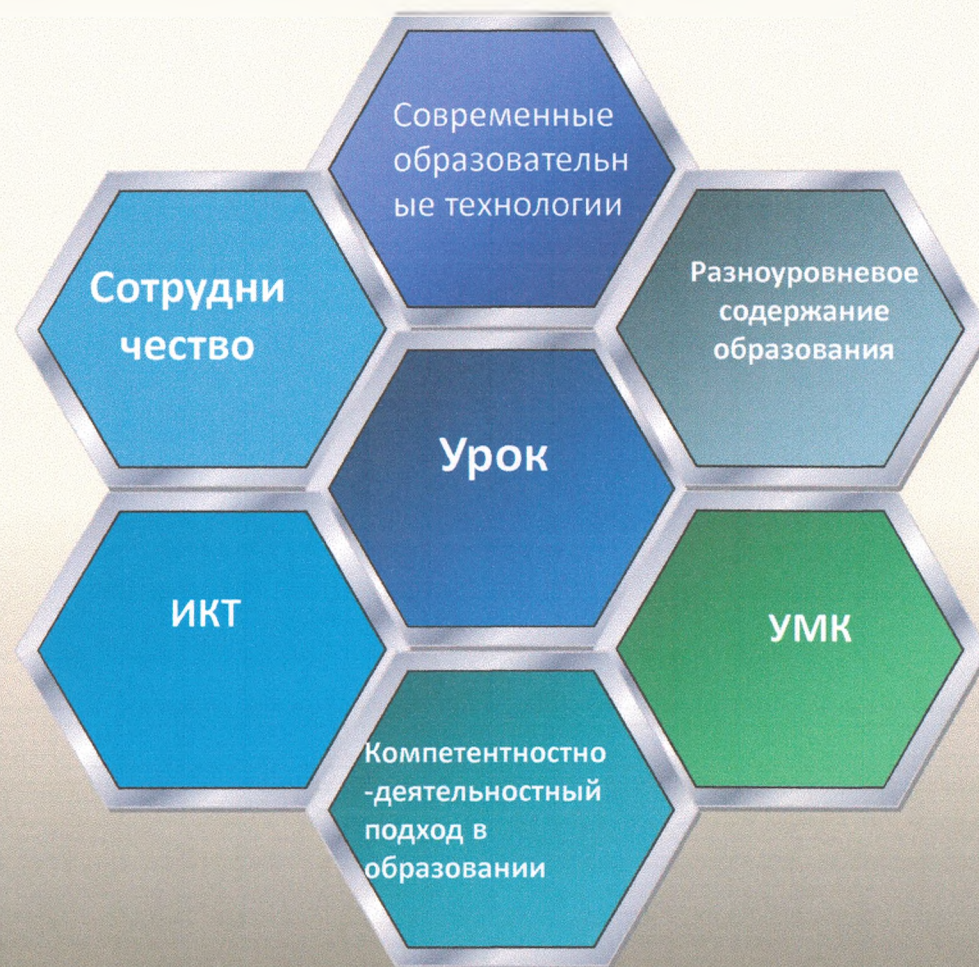 Современные
образовательн
ые технологии
Сотрудни
чество
Разноуровневое
содержание
образования
Урок
ИКТ
УМК
Компетентностно
-деятельностный
подход в
образовании